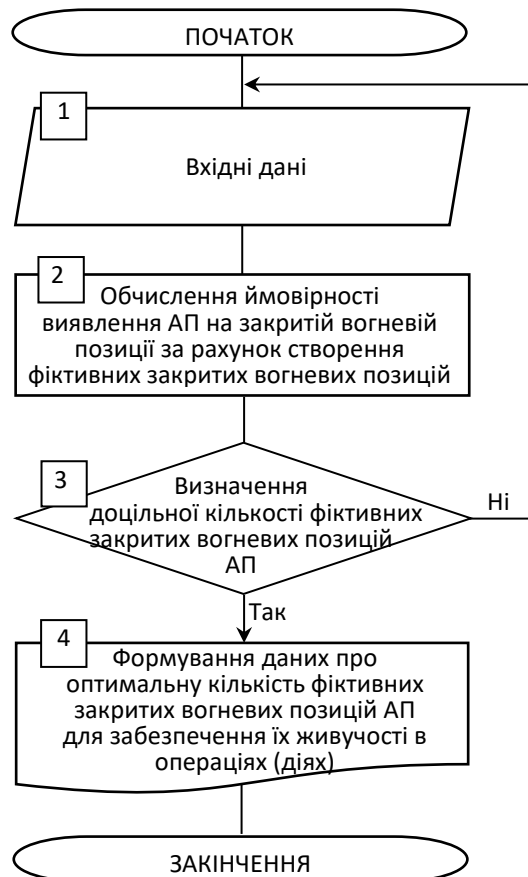 ПОЧАТОК
1
Вхідні дані
2
Обчислення ймовірності
виявлення АП на закритій вогневій
позиції за рахунок створення
фіктивних закритих вогневих позицій
3
Визначення
доцільної кількості фіктивних
закритих вогневих позицій
АП
Ні
Так
4
Формування даних про
оптимальну кількість фіктивних
закритих вогневих позицій АП
для забезпечення їх живучості в
операціях (діях)
ЗАКІНЧЕННЯ